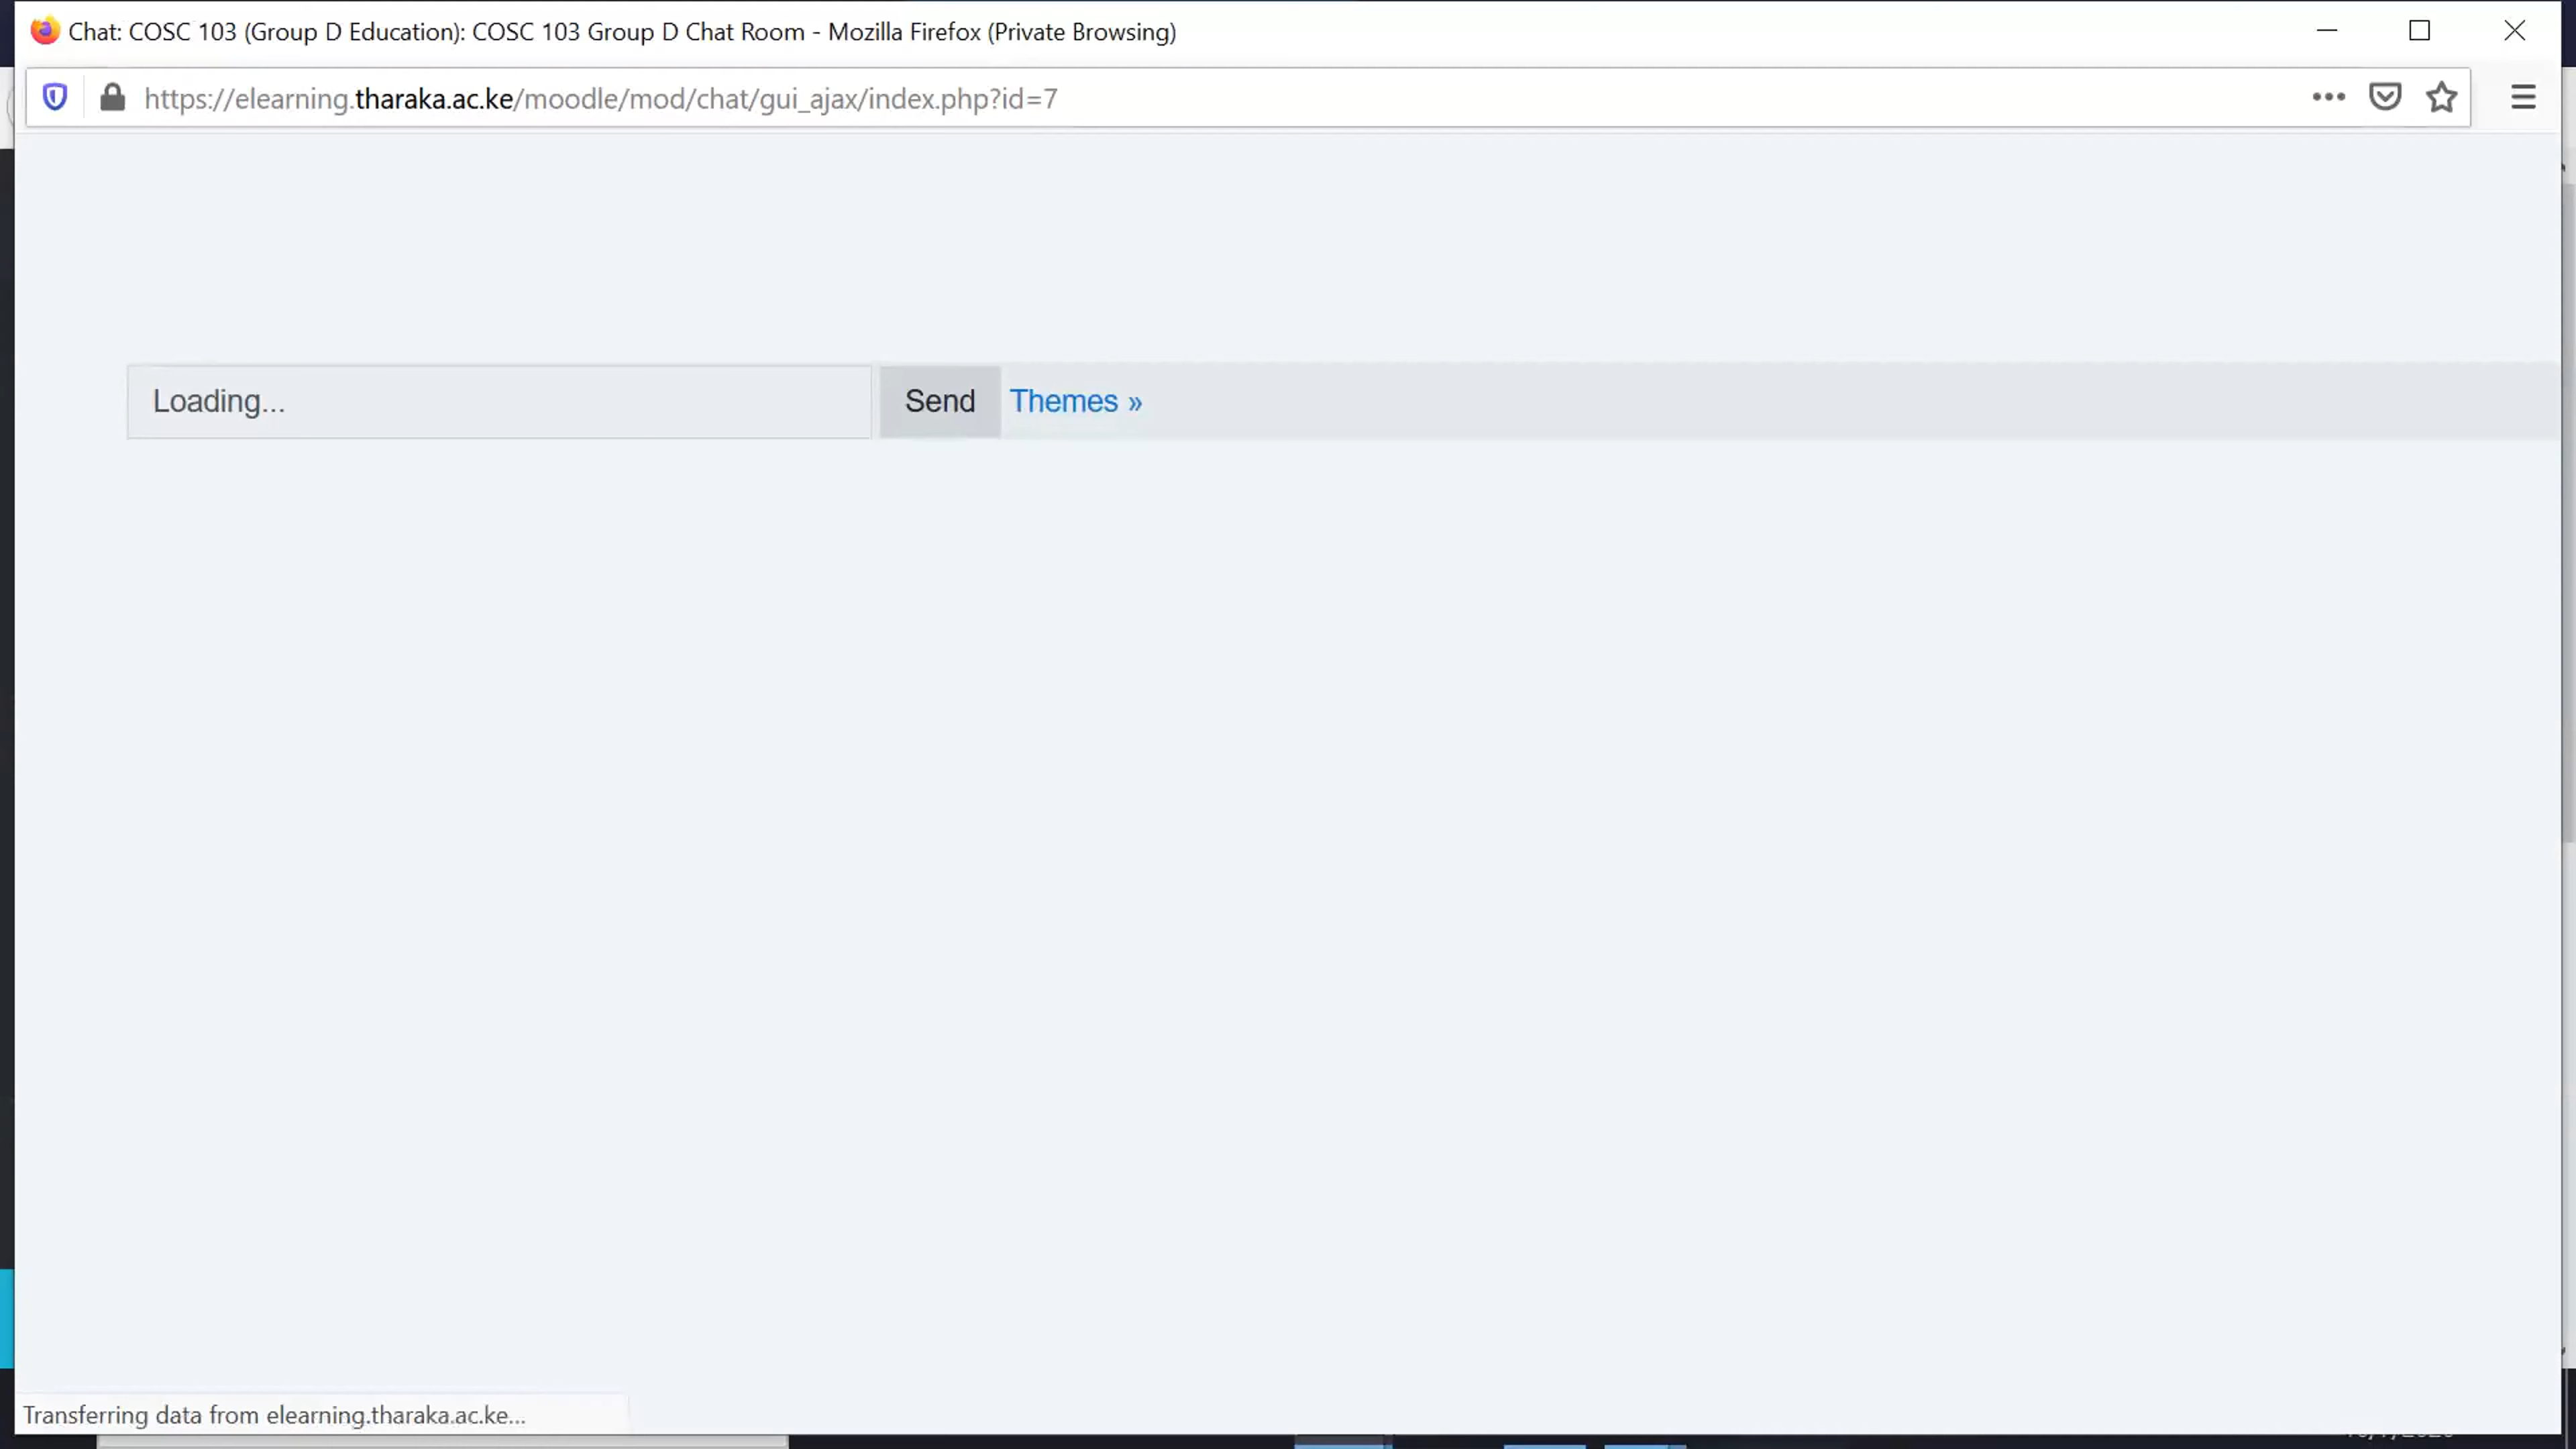 Chat: COSC 103 (Group D Education): COSC 103 Group D Chat Room - Mozilla Firefox (Private Browsing)
https://elearning.tharaka.ac.ke/moodle/mod/chat/gui_ajax/index.php?id=7
Loading... Send Themes »
Transferring data from elearning.tharaka.ac.ke...